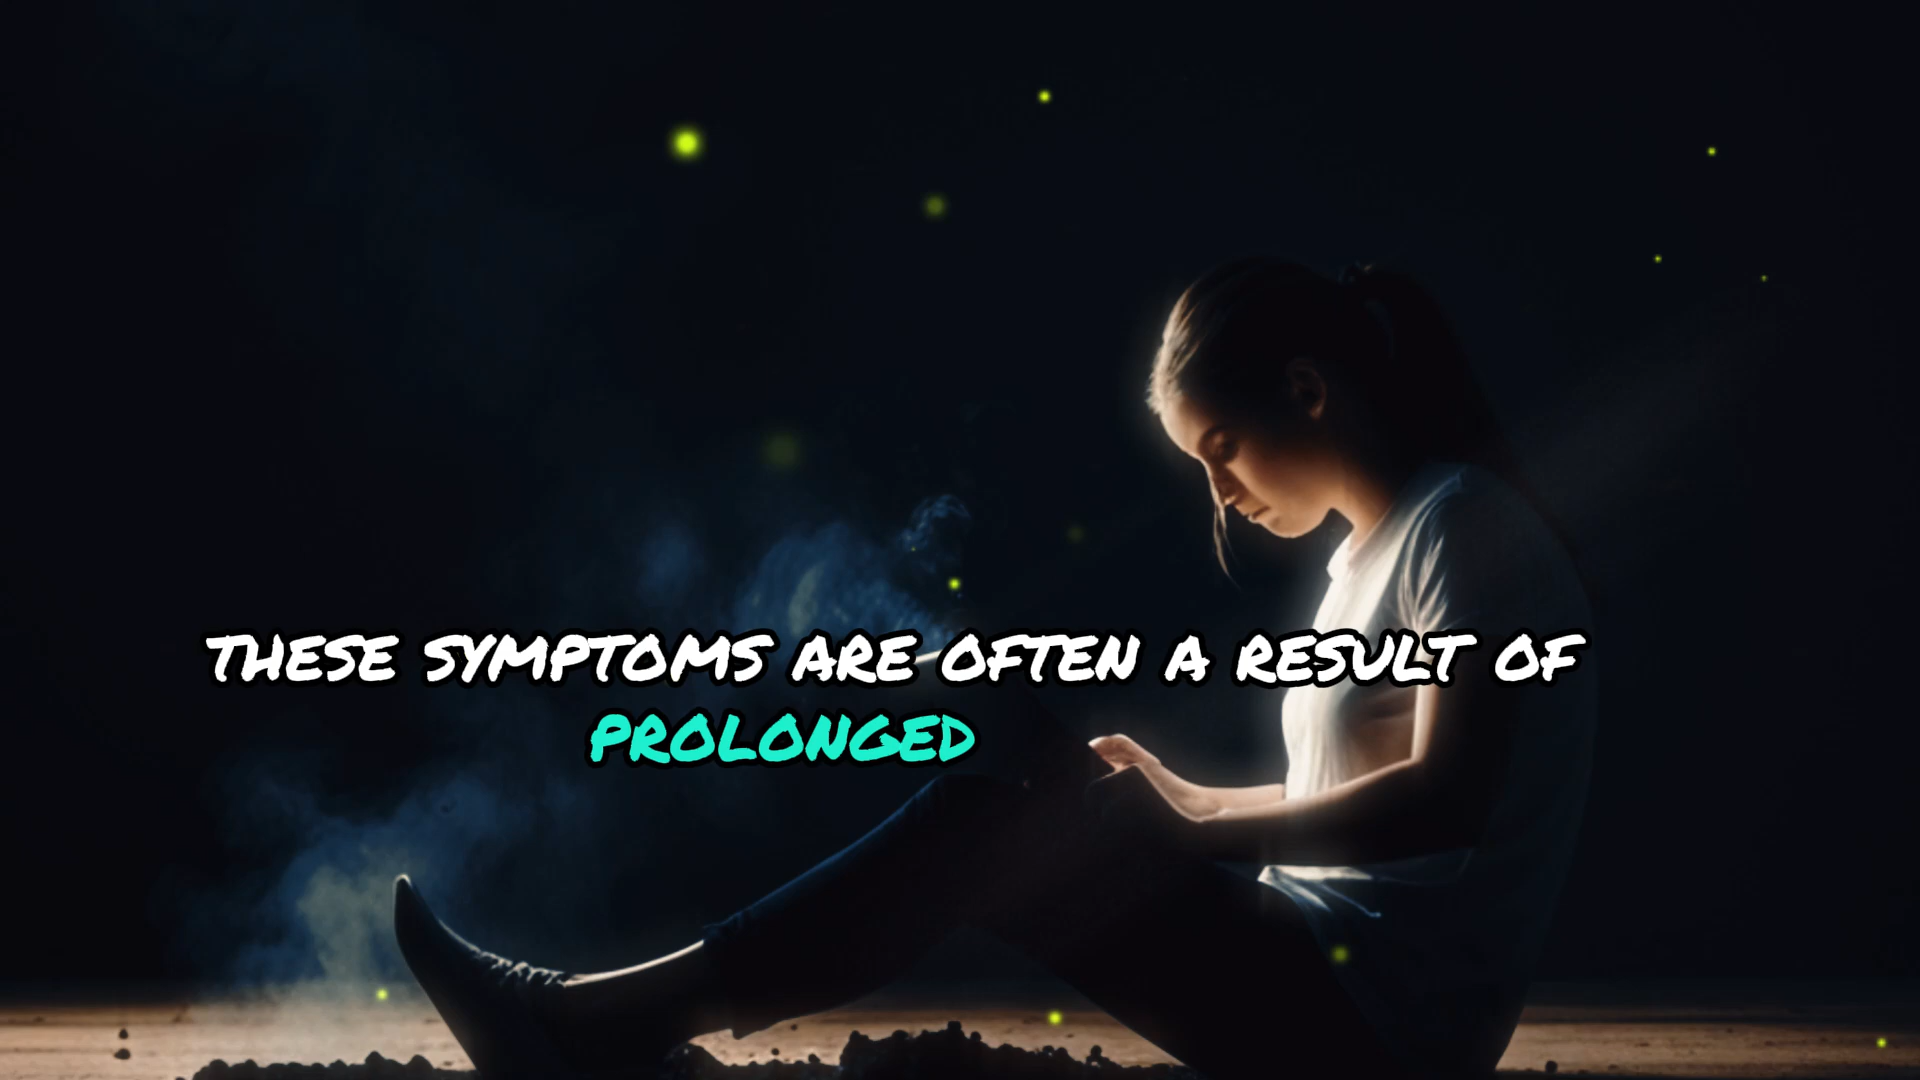 THESE SYMPTOMS ARE OFTEN A RESULT OF
PROLONGED